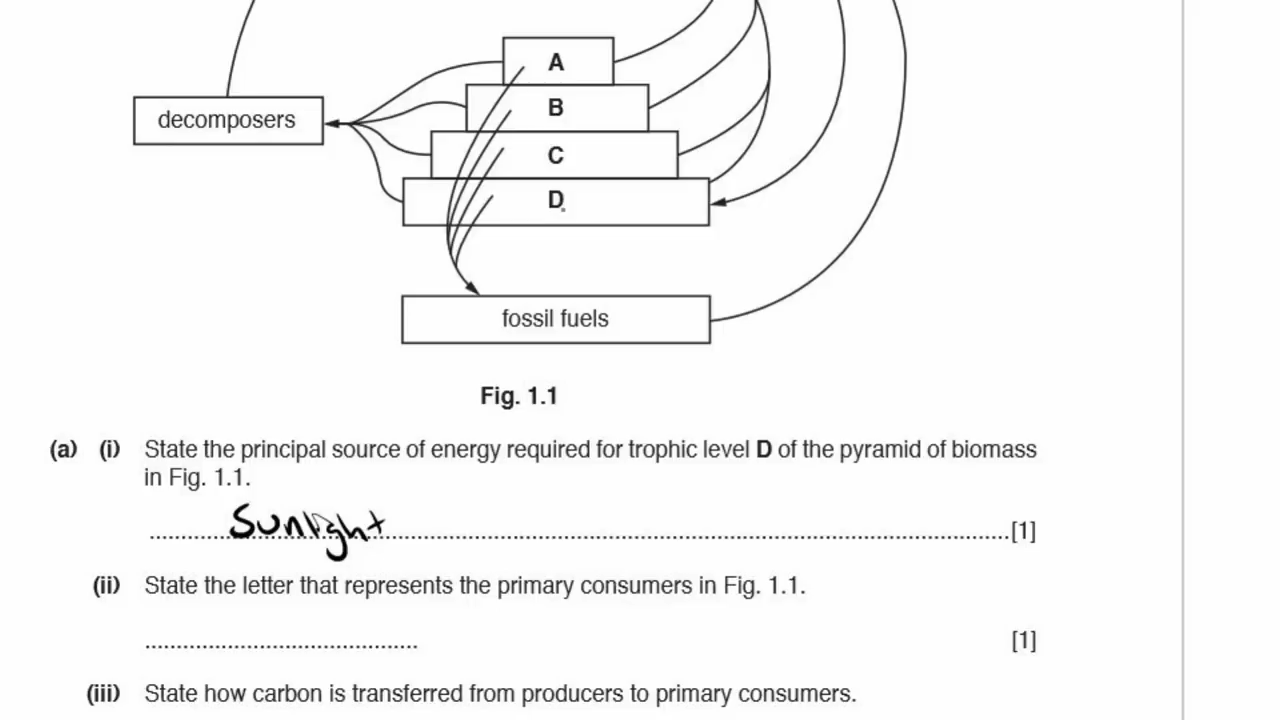 A
decomposers
B
C
D
fossil fuels
Fig. 1.1
(a) (i) State the principal source of energy required for trophic level D of the pyramid of biomass
in Fig. 1.1.
Sunlight
..........[1]
(ii) State the letter that represents the primary consumers in Fig. 1.1.
.......... [1]
(iii) State how carbon is transferred from producers to primary consumers.